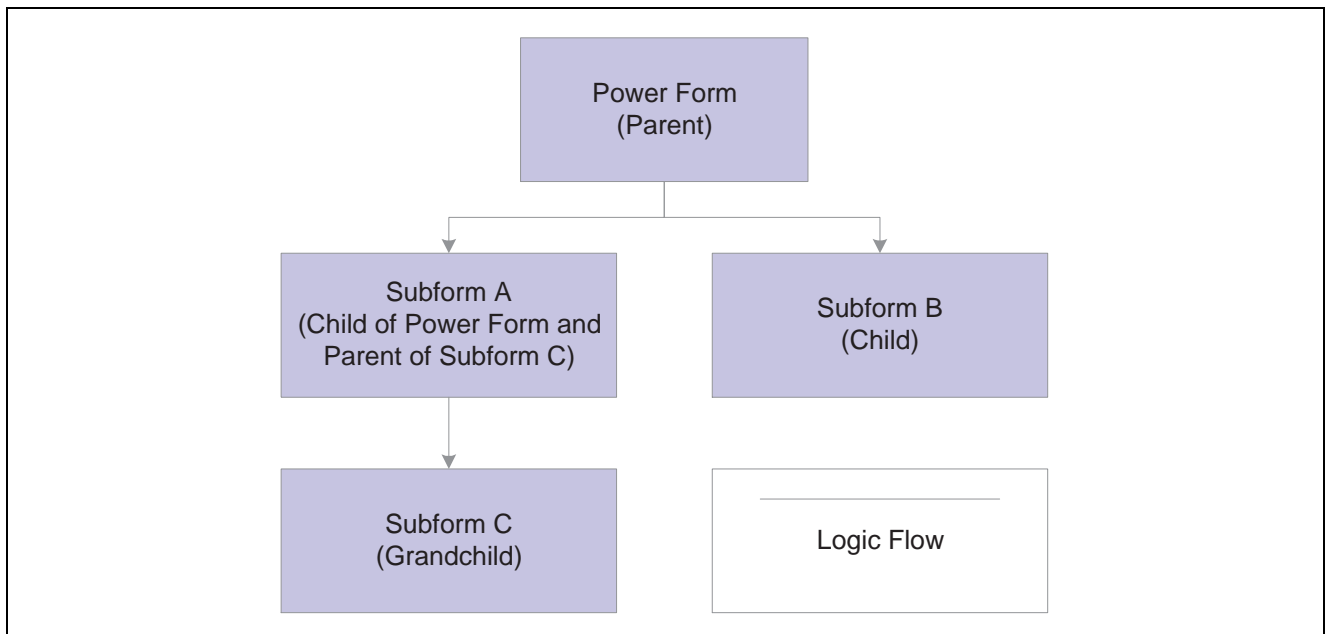 Power Form
(Parent)
Subform A
(Child of Power Form and
Parent of Subform C)
Subform B
(Child)
Subform C
(Grandchild)
Logic Flow